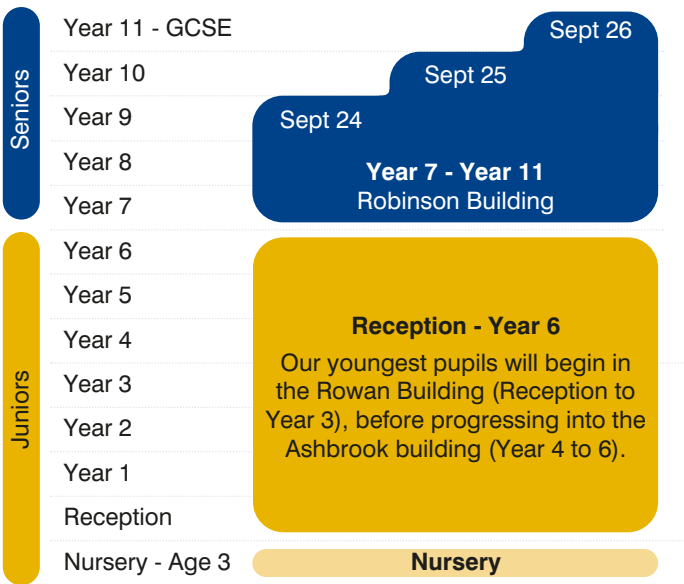 Seniors
Year 11 - GCSE
Year 10
Year 9
Year 8
Year 7
Sept 26
Sept 25
Sept 24
Year 7 - Year 11
Robinson Building
Juniors
Year 6
Year 5
Year 4
Year 3
Year 2
Year 1
Reception
Nursery - Age 3
Reception - Year 6
Our youngest pupils will begin in
the Rowan Building (Reception to
Year 3), before progressing into the
Ashbrook building (Year 4 to 6).
Nursery